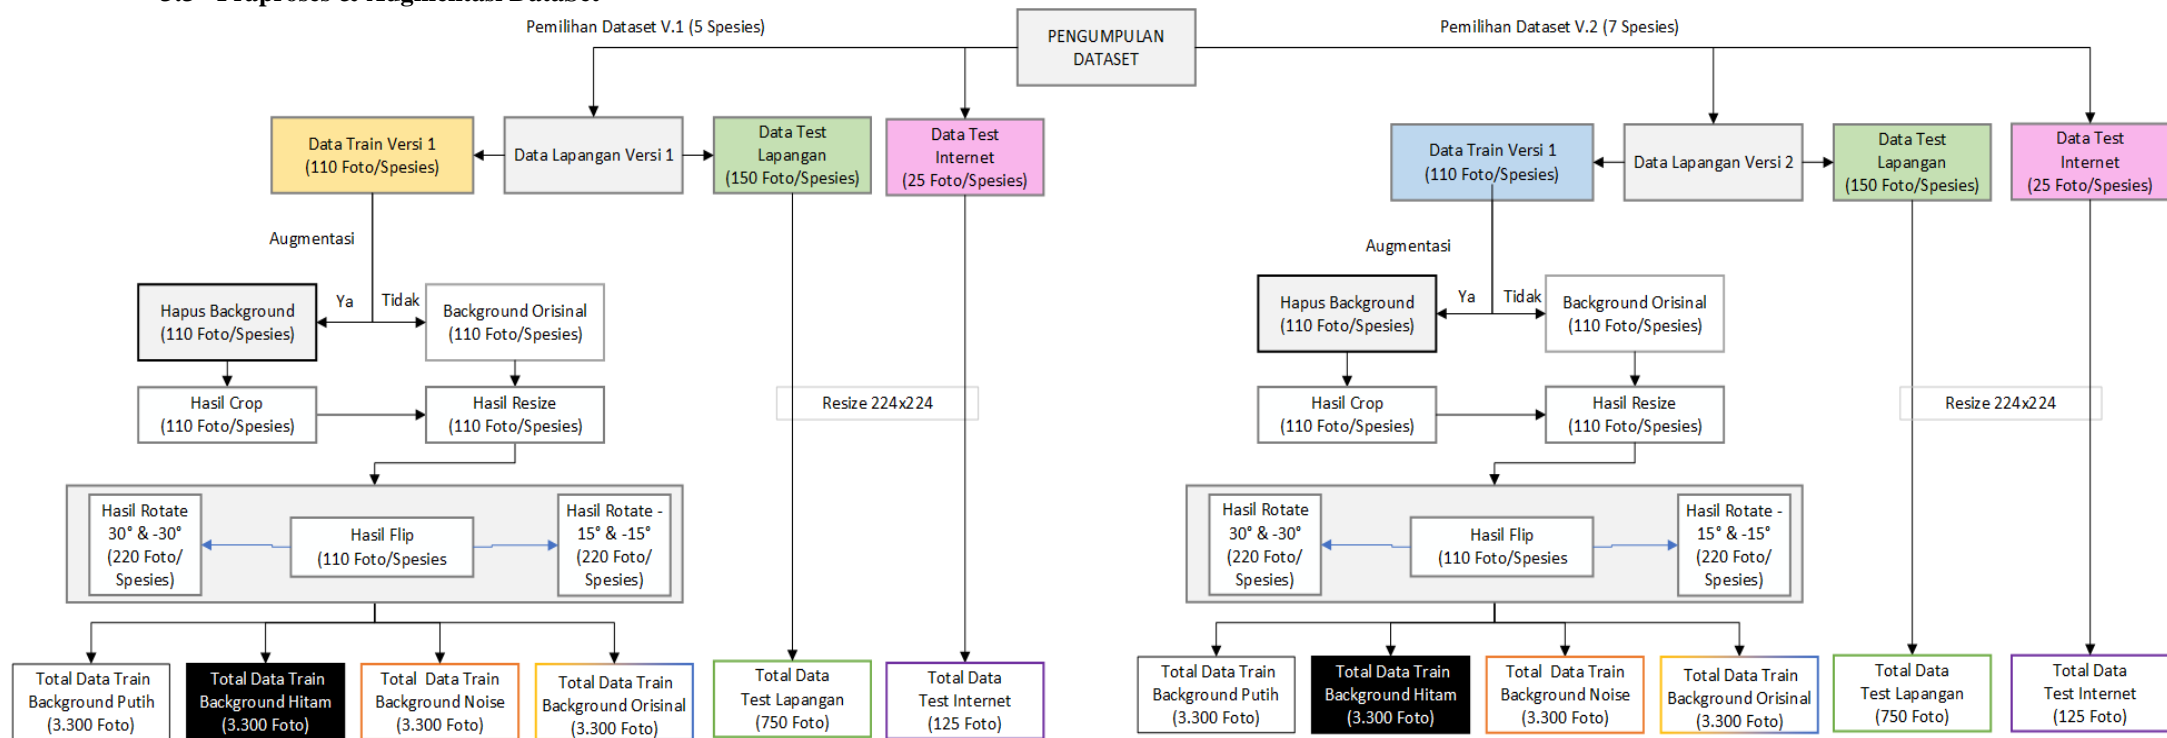 3.3 Praproses & Augmentasi Dataset
Pemilihan Dataset V.1 (5 Spesies)
PENGUMPULAN
DATASET
Pemilihan Dataset V.2 (7 Spesies)
Data Train Versi 1
(110 Foto/Spesies)
Data Lapangan Versi 1
Data Test
Lapangan
(150 Foto/Spesies)
Data Test
Internet
(25 Foto/Spesies)
Augmentasi
Hapus Background
(110 Foto/Spesies)
Ya
Tidak
Background Orisinal
(110 Foto/Spesies)
Hasil Crop
(110 Foto/Spesies)
Hasil Resize
(110 Foto/Spesies)
Resize 224x224
Hasil Rotate
30° & -30°
(220 Foto/
Spesies)
Hasil Flip
(110 Foto/Spesies
Hasil Rotate -
15° & -15°
(220 Foto/
Spesies)
Total Data Train
Background Putih
(3.300 Foto)
Total Data Train
Background Hitam
(3.300 Foto)
Total Data Train
Background Noise
(3.300 Foto)
Total Data Train
Background Orisinal
(3.300 Foto)
Total Data
Test Lapangan
(750 Foto)
Total Data
Test Internet
(125 Foto)
Data Train Versi 1
(110 Foto/Spesies)
Data Lapangan Versi 2
Data Test
Lapangan
(150 Foto/Spesies)
Data Test
Internet
(25 Foto/Spesies)
Augmentasi
Hapus Background
(110 Foto/Spesies)
Ya
Tidak
Background Orisinal
(110 Foto/Spesies)
Hasil Crop
(110 Foto/Spesies)
Hasil Resize
(110 Foto/Spesies)
Resize 224x224
Hasil Rotate
30° & -30°
(220 Foto/
Spesies)
Hasil Flip
(110 Foto/Spesies
Hasil Rotate -
15° & -15°
(220 Foto/
Spesies)
Total Data Train
Background Putih
(3.300 Foto)
Total Data Train
Background Hitam
(3.300 Foto)
Total Data Train
Background Noise
(3.300 Foto)
Total Data Train
Background Orisinal
(3.300 Foto)
Total Data
Test Lapangan
(750 Foto)
Total Data
Test Internet
(125 Foto)